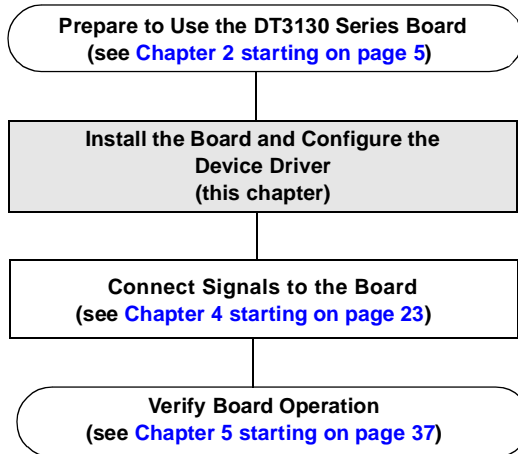 Prepare to Use the DT3130 Series Board
(see Chapter 2 starting on page 5)
Install the Board and Configure the
Device Driver
(this chapter)
Connect Signals to the Board
(see Chapter 4 starting on page 23)
Verify Board Operation
(see Chapter 5 starting on page 37)